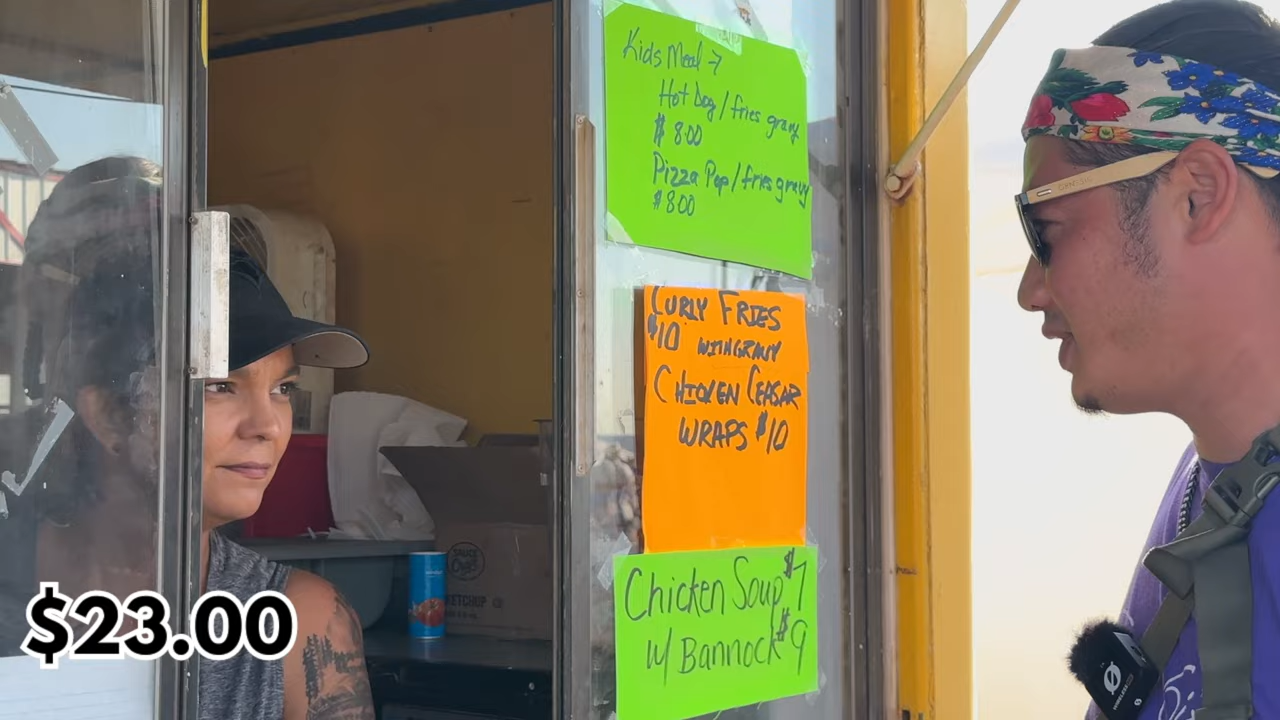 Kids Meal →
Hot Dog / fries gravy
$ 8.00
Pizza Pop / fries gravy
$ 8.00
CURLY FRIES
$10 WITH GRAVY
CHICKEN CEASAR
WRAPS $10
Chicken Soup $7
w/ Bannock $9
SAUCE
KETCHUP
$23.00